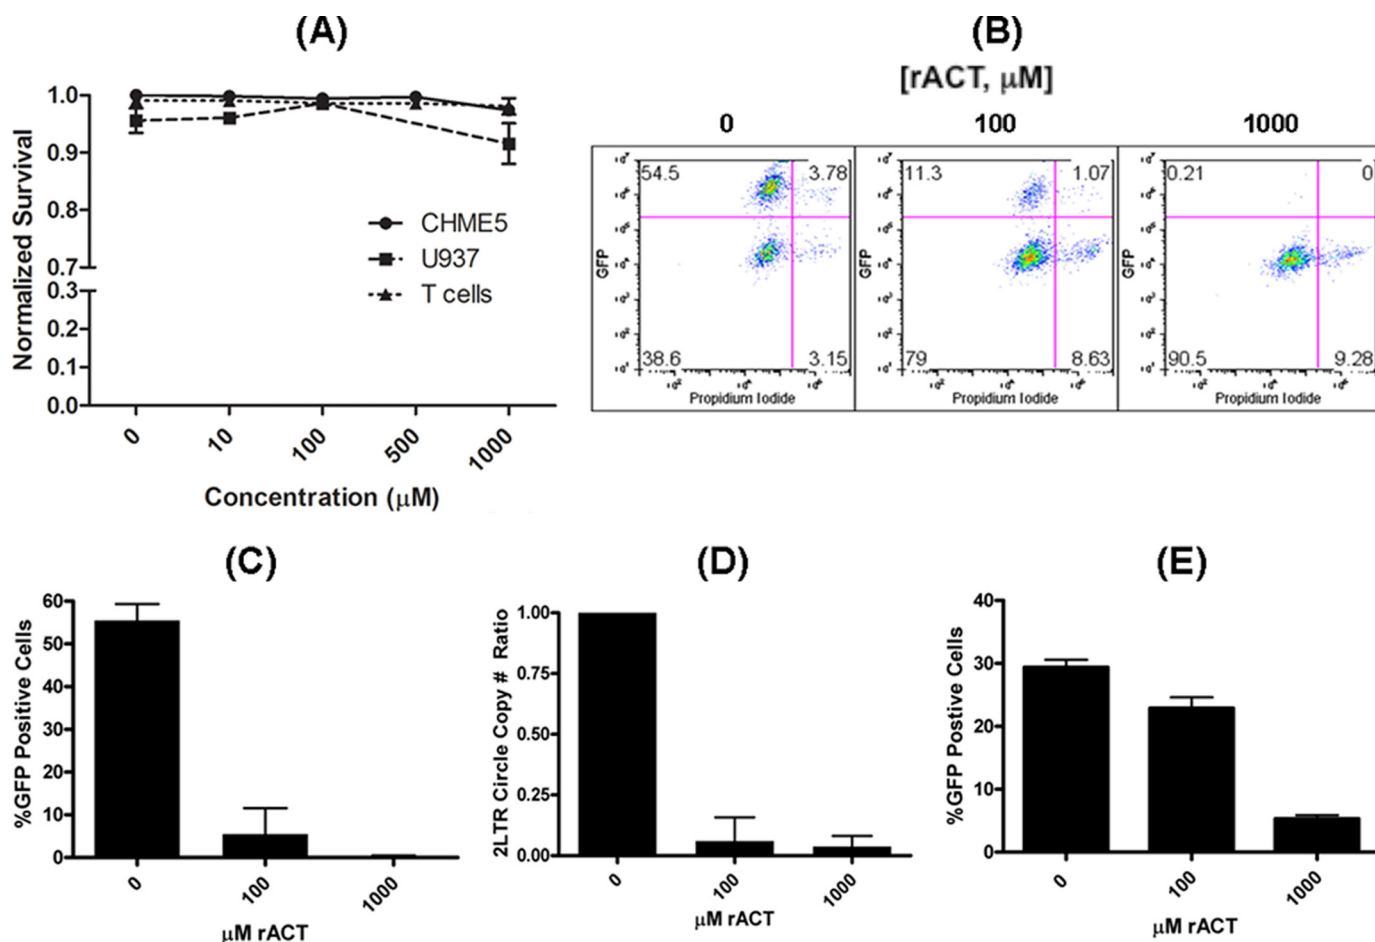 (A)
1.0
0.9
0.8
0.7
0.3
0.2
0.1
0.0
Normalized Survival
CHME5
U937
T cells
0
10
100
500
1000
Concentration (μM)
(B)
[rACT, μM]
0
100
1000
54.5
3.78
38.6
3.15
GFP
Propidium Iodide
11.3
1.07
79
8.63
GFP
Propidium Iodide
0.21
0
90.5
9.28
GFP
Propidium Iodide
(C)
60
50
40
30
20
10
0
%GFP Positive Cells
0
100
1000
μM rACT
(D)
1.00
0.75
0.50
0.25
0.00
2LTR Circle Copy # Ratio
0
100
1000
μM rACT
(E)
40
30
20
10
0
%GFP Postive Cells
0
100
1000
μM rACT